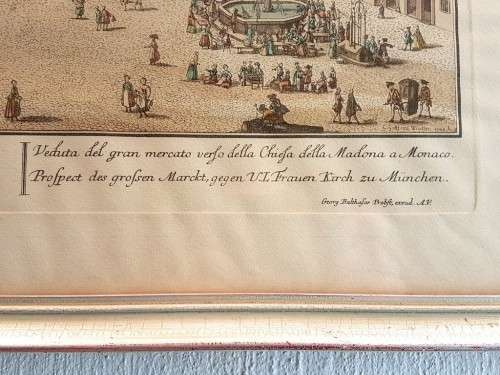 Veduta del gran mercato verſo della Chieſa della Madona a Monaco.
Proſpect des groſsen Marckt, gegen U.L. Frauen Kirch zu München.
Georg Balthaſar Probſt, excud. A.V.